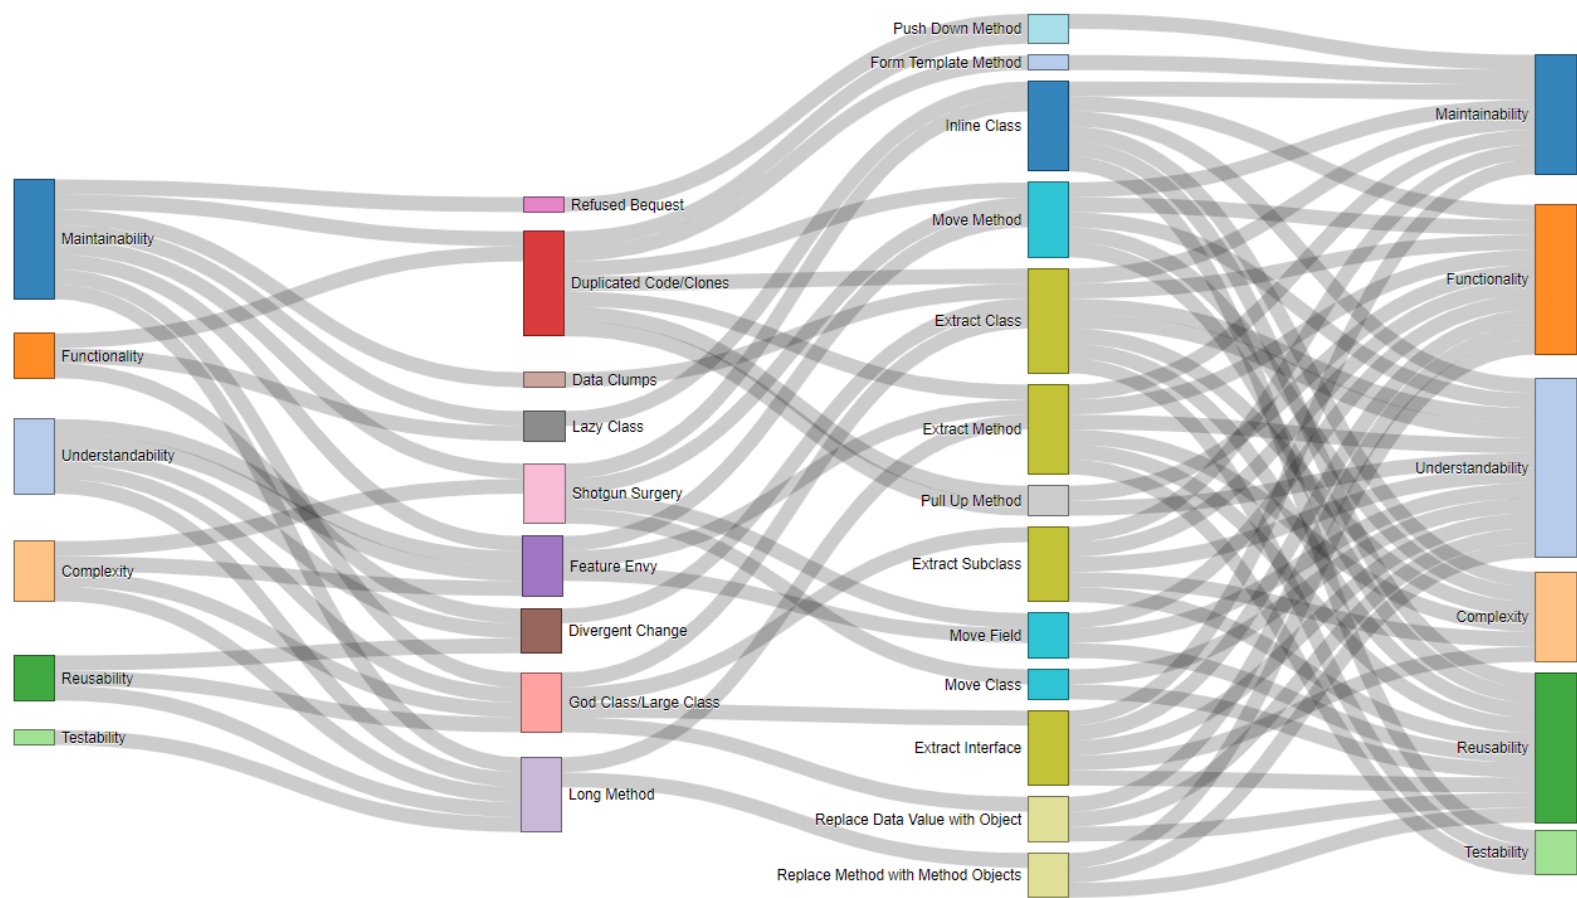 Maintainability
Functionality
Understandability
Complexity
Reusability
Testability
Refused Bequest
Duplicated Code/Clones
Data Clumps
Lazy Class
Shotgun Surgery
Feature Envy
Divergent Change
God Class/Large Class
Long Method
Push Down Method
Form Template Method
Inline Class
Move Method
Extract Class
Extract Method
Pull Up Method
Extract Subclass
Move Field
Move Class
Extract Interface
Replace Data Value with Object
Replace Method with Method Objects
Maintainability
Functionality
Understandability
Complexity
Reusability
Testability